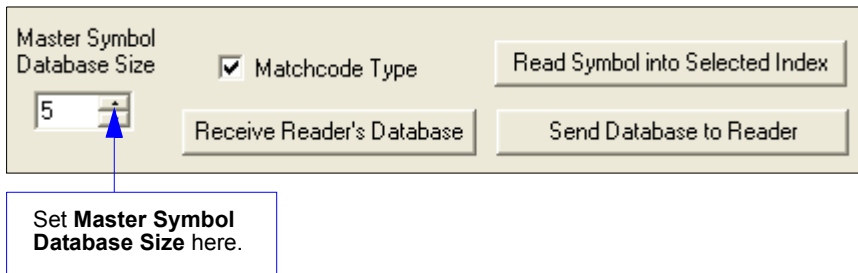 Master Symbol
Database Size
5
Matchcode Type
Read Symbol into Selected Index
Receive Reader's Database
Send Database to Reader
Set Master Symbol
Database Size here.